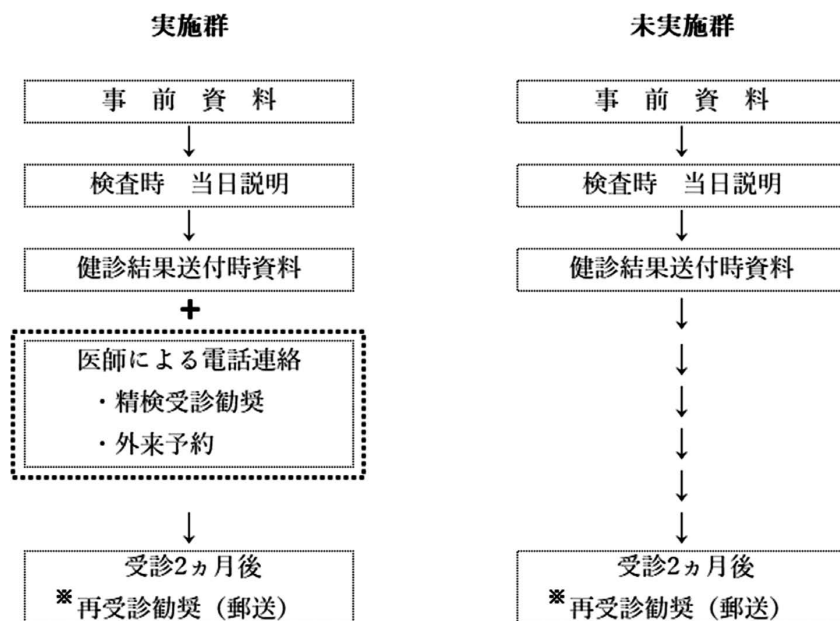 実施群
事 前 資 料
↓
検査時 当日説明
↓
健診結果送付時資料
+
医師による電話連絡
・精検受診勧奨
・外来予約
↓
受診2ヵ月後
※再受診勧奨（郵送）
未実施群
事 前 資 料
↓
検査時 当日説明
↓
健診結果送付時資料
↓
↓
↓
↓
↓
↓
受診2ヵ月後
※再受診勧奨（郵送）